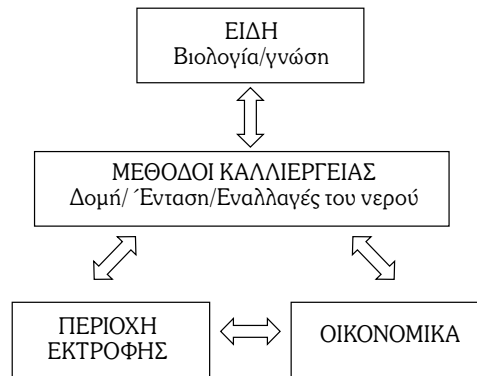 ΕΙΔΗ
Βιολογία/γνώση
ΜΕΘΟΔΟΙ ΚΑΛΛΙΕΡΓΕΙΑΣ
Δομή/ Ένταση/Εναλλαγές του νερού
ΠΕΡΙΟΧΗ
ΕΚΤΡΟΦΗΣ
ΟΙΚΟΝΟΜΙΚΑ